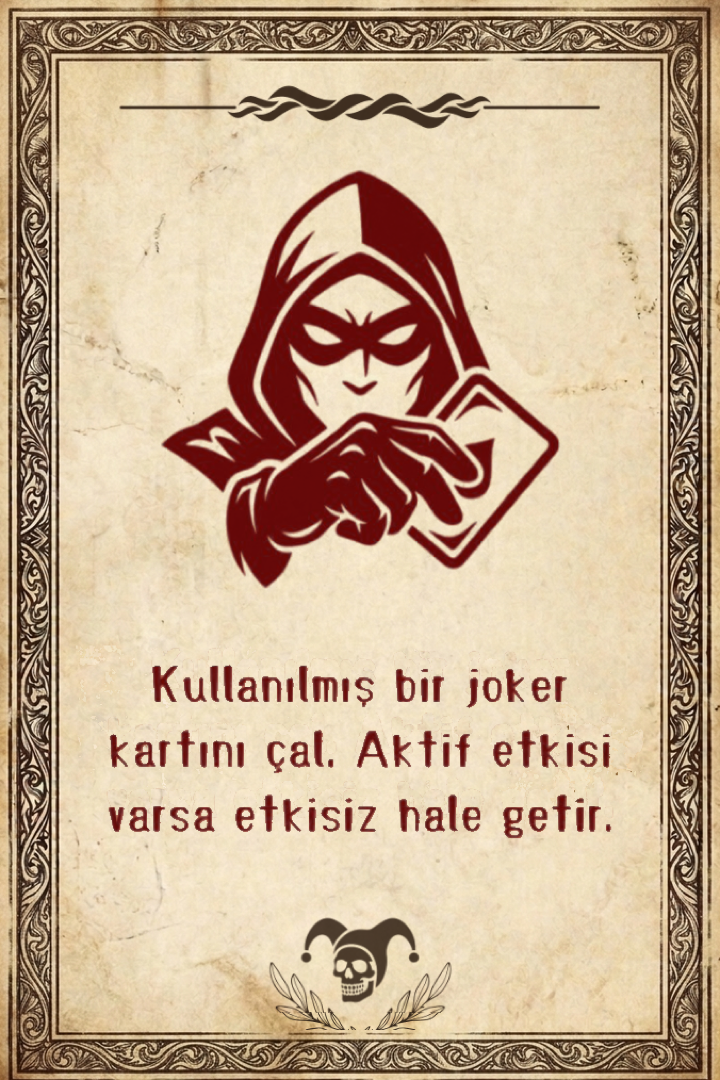 Kullanılmış bir joker
kartını çal. Aktif etkisi
varsa etkisiz hale getir.